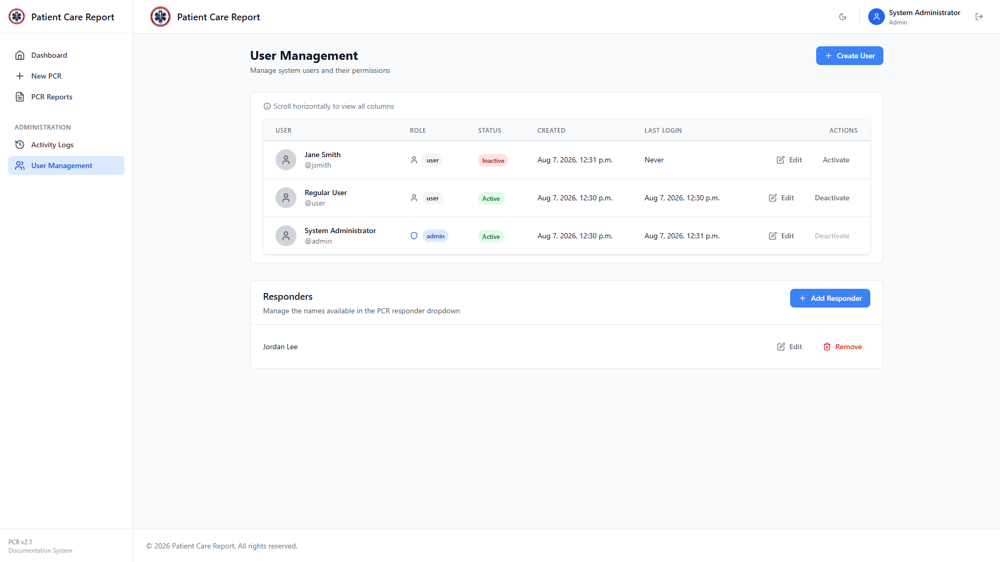 Patient Care Report
Patient Care Report
System Administrator
Admin
Dashboard
New PCR
PCR Reports
ADMINISTRATION
Activity Logs
User Management
User Management
Manage system users and their permissions
Create User
Scroll horizontally to view all columns
USER ROLE STATUS CREATED LAST LOGIN ACTIONS
Jane Smith
@jsmith
user Inactive Aug 7, 2026, 12:31 p.m. Never Edit Activate
Regular User
@user
user Active Aug 7, 2026, 12:30 p.m. Aug 7, 2026, 12:30 p.m. Edit Deactivate
System Administrator
@admin
admin Active Aug 7, 2026, 12:30 p.m. Aug 7, 2026, 12:31 p.m. Edit Deactivate
Responders
Manage the names available in the PCR responder dropdown
Add Responder
Jordan Lee Edit Remove
PCR v2.1
Documentation System
© 2026 Patient Care Report. All rights reserved.